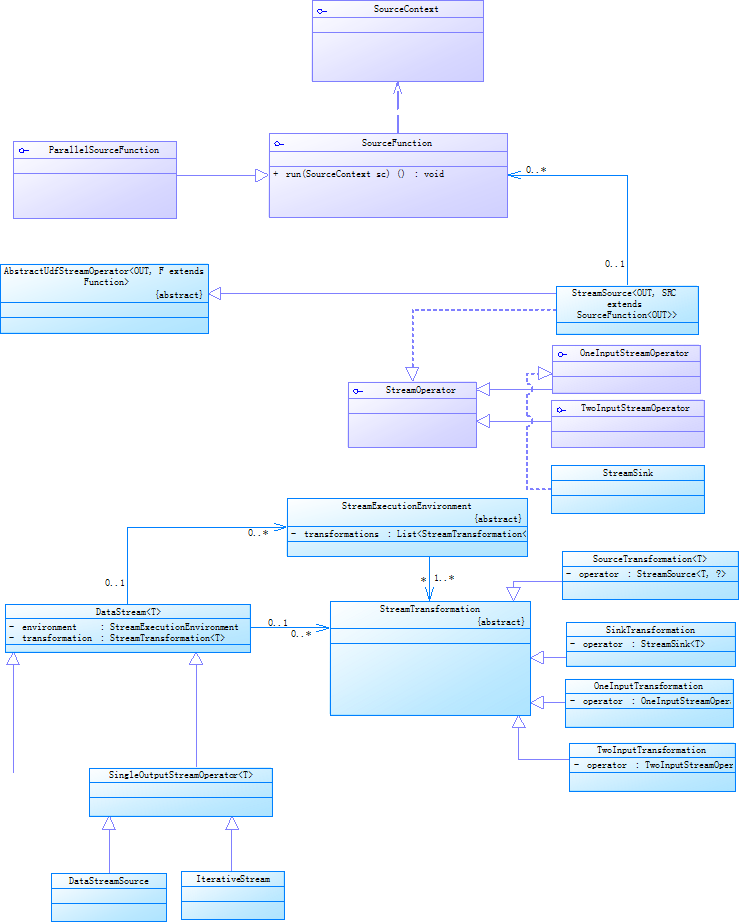 SourceContext
ParallelSourceFunction
SourceFunction
+ run(SourceContext sc) () : void
0..*
0..1
AbstractUdfStreamOperator<OUT, F extends
Function>
{abstract}
StreamSource<OUT, SRC
extends
SourceFunction<OUT>>
OneInputStreamOperator
StreamOperator
TwoInputStreamOperator
StreamSink
StreamExecutionEnvironment
{abstract}
- transformations : List<StreamTransformation<
0..*
0..1
* 1..*
SourceTransformation<T>
- operator : StreamSource<T, ?>
DataStream<T>
- environment : StreamExecutionEnvironment
- transformation : StreamTransformation<T>
0..1
0..*
StreamTransformation
{abstract}
SinkTransformation
- operator : StreamSink<T>
OneInputTransformation
- operator : OneInputStreamOpera
TwoInputTransformation
- operator : TwoInputStreamOper
SingleOutputStreamOperator<T>
DataStreamSource
IterativeStream